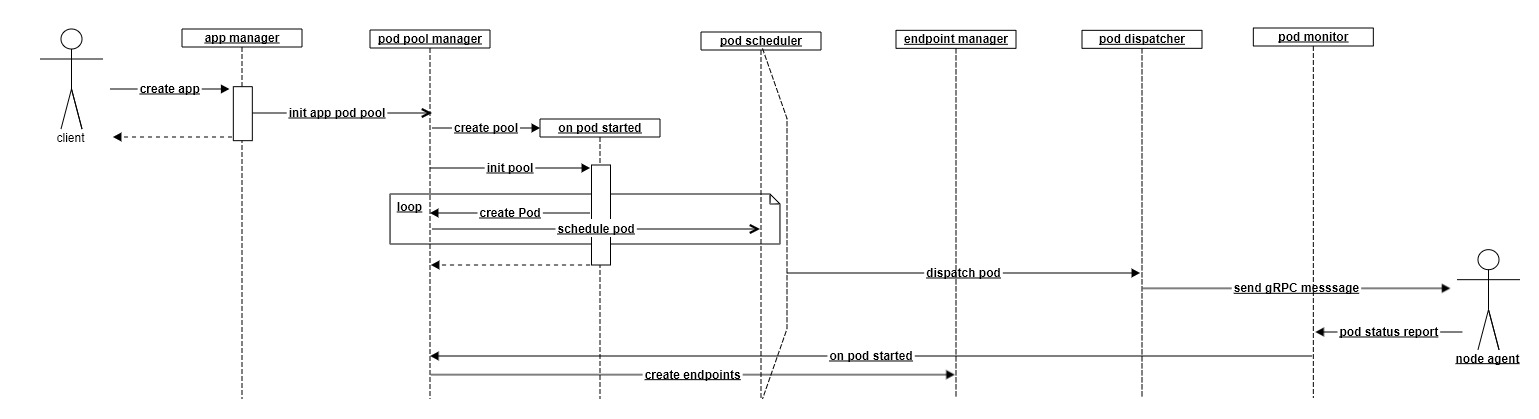 app manager
pod pool manager
pod scheduler
endpoint manager
pod dispatcher
pod monitor
create app
init app pod pool
client
create pool
on pod started
init pool
loop
create Pod
schedule pod
dispatch pod
send gRPC messsage
pod status report
on pod started
node agent
create endpoints